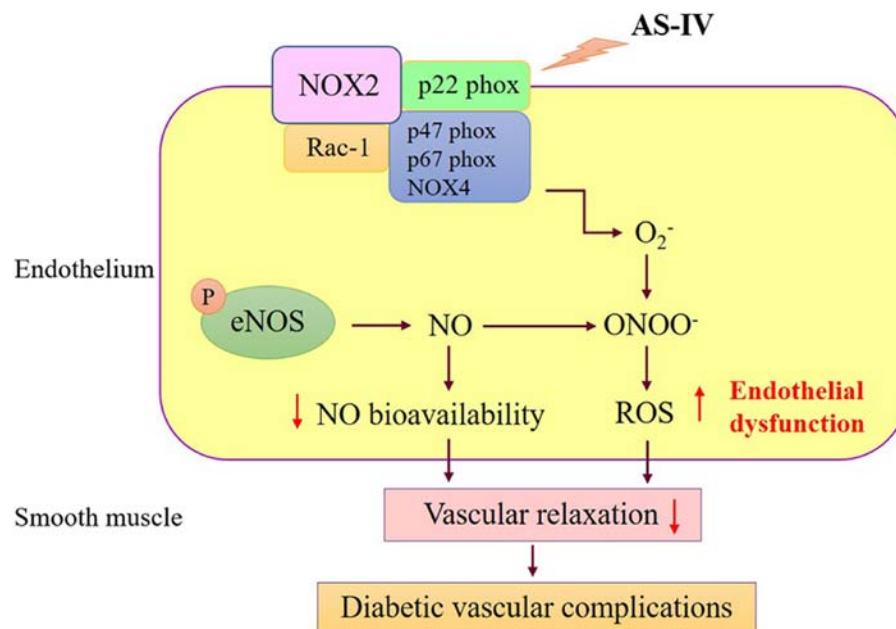 AS-IV
NOX2
p22 phox
Rac-1
p47 phox
p67 phox
NOX4
O₂⁻
Endothelium
P
eNOS
NO
ONOO⁻
NO bioavailability
ROS
Endothelial
dysfunction
Smooth muscle
Vascular relaxation
Diabetic vascular complications